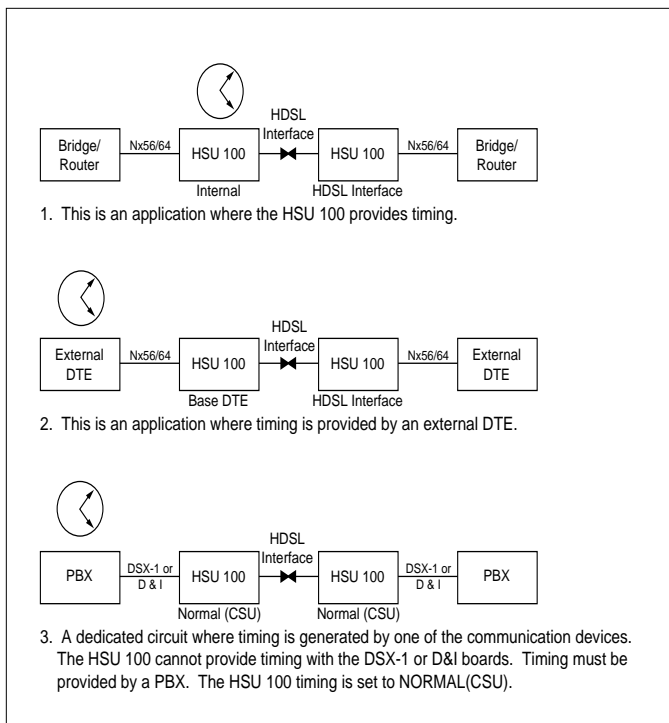 HDSL
Interface
Bridge/
Router
Nx56/64
HSU 100
HSU 100
Nx56/64
Bridge/
Router
Internal
HDSL Interface
1. This is an application where the HSU 100 provides timing.
HDSL
Interface
External
DTE
Nx56/64
HSU 100
HSU 100
Nx56/64
External
DTE
Base DTE
HDSL Interface
2. This is an application where timing is provided by an external DTE.
HDSL
Interface
PBX
DSX-1 or
D & I
HSU 100
HSU 100
DSX-1 or
D & I
PBX
Normal (CSU)
Normal (CSU)
3. A dedicated circuit where timing is generated by one of the communication devices.
The HSU 100 cannot provide timing with the DSX-1 or D&I boards. Timing must be
provided by a PBX. The HSU 100 timing is set to NORMAL(CSU).